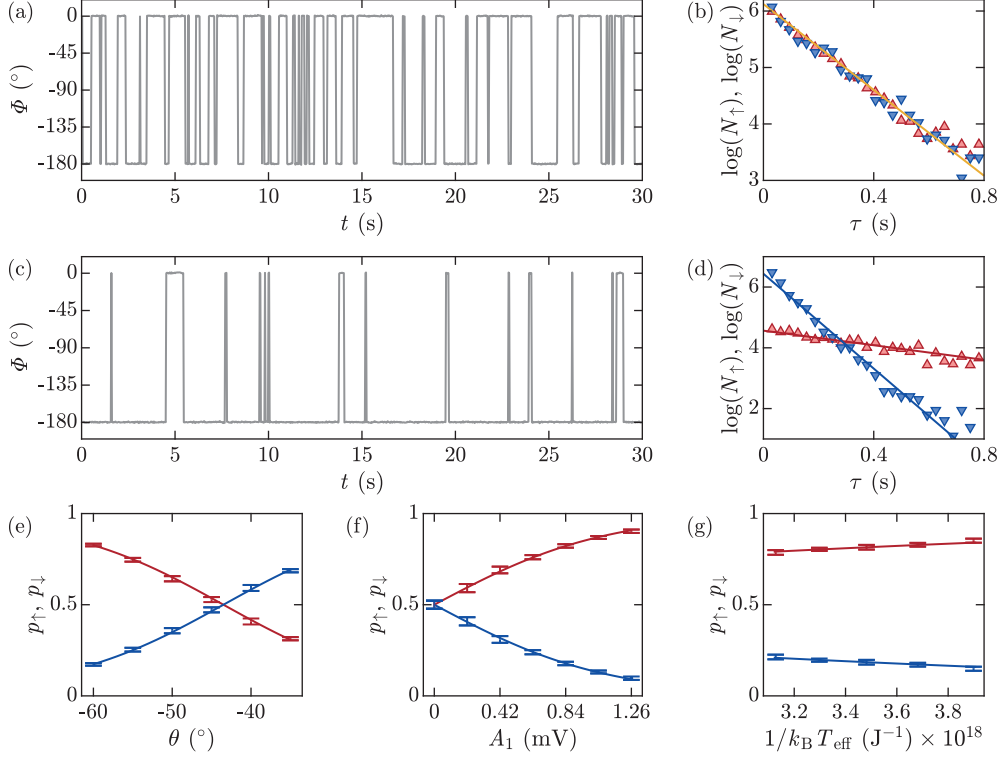 (a)
0
-45
-90
-135
-180
Φ (°)
0 5 10 15 20 25 30
t (s)
(b)
6
5
4
3
log(N↑), log(N↓)
0 0.4 0.8
τ (s)
(c)
0
-45
-90
-135
-180
Φ (°)
0 5 10 15 20 25 30
t (s)
(d)
6
4
2
log(N↑), log(N↓)
0 0.4 0.8
τ (s)
(e)
1
0.5
0
p↑, p↓
-60 -50 -40
θ (°)
(f)
1
0.5
0
0 0.42 0.84 1.26
A₁ (mV)
(g)
1
0.5
0
p↑, p↓
3.2 3.4 3.6 3.8
1/k_B T_eff (J⁻¹) × 10¹⁸